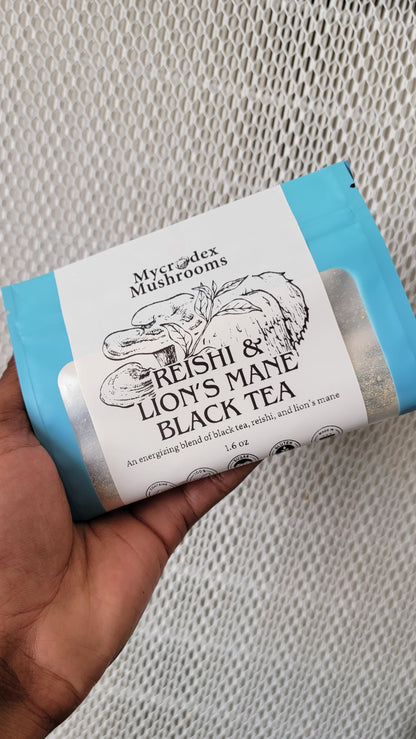 Mycrodex
Mushrooms
REISHI &
LION'S MANE
BLACK TEA
An energizing blend of black tea, reishi, and lion's mane
1.6 oz